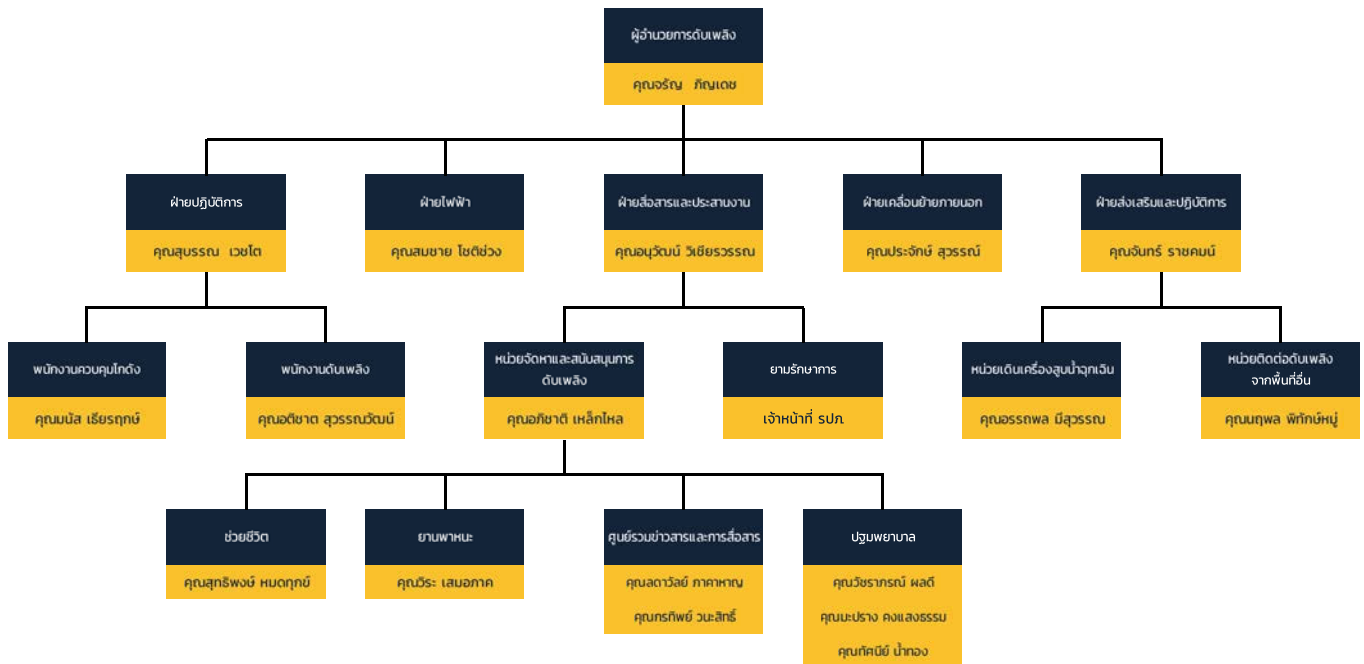 ผู้อำนวยการดับเพลิง
คุณจรัญ ภิญเดช
ฝ่ายปฏิบัติการ
คุณสุบรรณ เวชโต
ฝ่ายไฟฟ้า
คุณสมชาย โชติช่วง
ฝ่ายสื่อสารและประสานงาน
คุณอนุวัฒน์ วิเชียรวรรณ
ฝ่ายเคลื่อนย้ายภายนอก
คุณประจักษ์ สุวรรณ์
ฝ่ายส่งเสริมและปฏิบัติการ
คุณจันทร์ ราชคมน์
พนักงานควบคุมโกดัง
คุณมนัส เธียรฤกษ์
พนักงานดับเพลิง
คุณอติชาต สุวรรณวัฒน์
หน่วยจัดหาและสนับสนุนการ
ดับเพลิง
คุณอภิชาติ เหล็กไหล
ยามรักษาการ
เจ้าหน้าที่ รปภ.
หน่วยเดินเครื่องสูบน้ำฉุกเฉิน
คุณอรรถพล มีสุวรรณ
หน่วยติดต่อดับเพลิง
จากพื้นที่อื่น
คุณนฤพล พิทักษ์หมู่
ช่วยชีวิต
คุณสุทธิพงษ์ หมดทุกย์
ยานพาหนะ
คุณวิระ เสมอภาค
ศูนย์รวมข่าวสารและการสื่อสาร
คุณลดาวัลย์ ภาคาหาญ
คุณกรทิพย์ วนะสิทธิ์
ปฐมพยาบาล
คุณวัชราภรณ์ ผลดี
คุณมะปราง คงแสงธรรม
คุณทัศนีย์ น้ำทอง